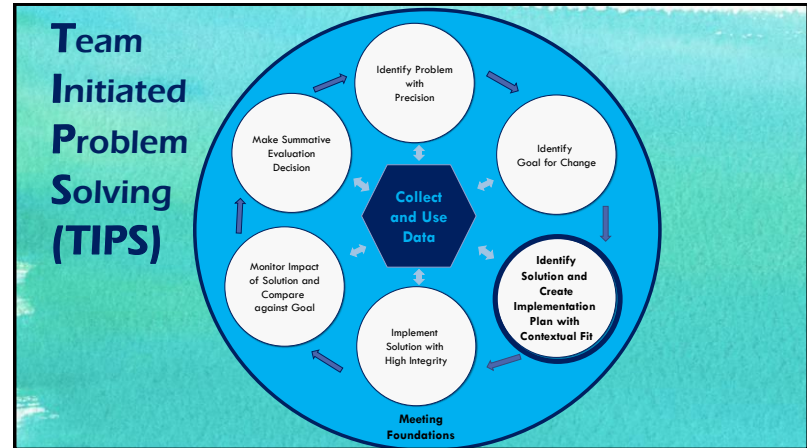 Team
Initiated
Problem
Solving
(TIPS)
Identify Problem
with
Precision
Identify
Goal for Change
Identify
Solution and
Create
Implementation
Plan with
Contextual Fit
Implement
Solution with
High Integrity
Monitor Impact
of Solution and
Compare
against Goal
Make Summative
Evaluation
Decision
Collect
and Use
Data
Meeting
Foundations